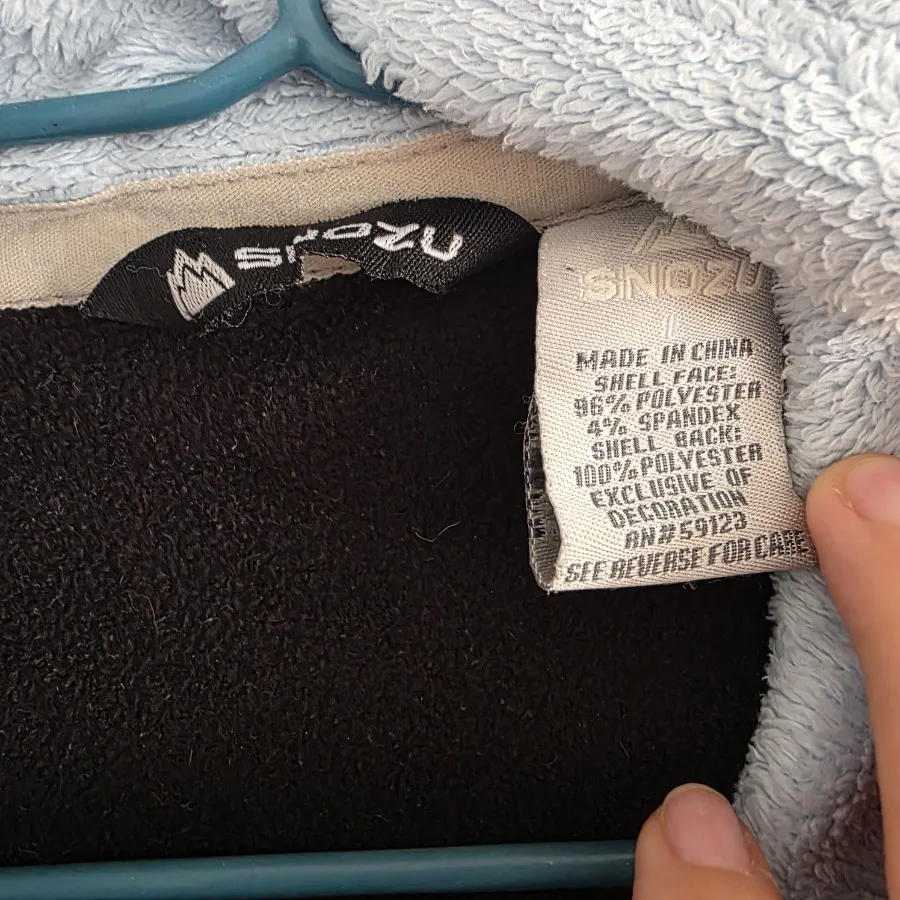 SNOZU
SNOZU
L
MADE IN CHINA
SHELL FACE:
96% POLYESTER
4% SPANDEX
SHELL BACK:
100% POLYESTER
EXCLUSIVE OF
DECORATION
RN# 59123
SEE REVERSE FOR CARE